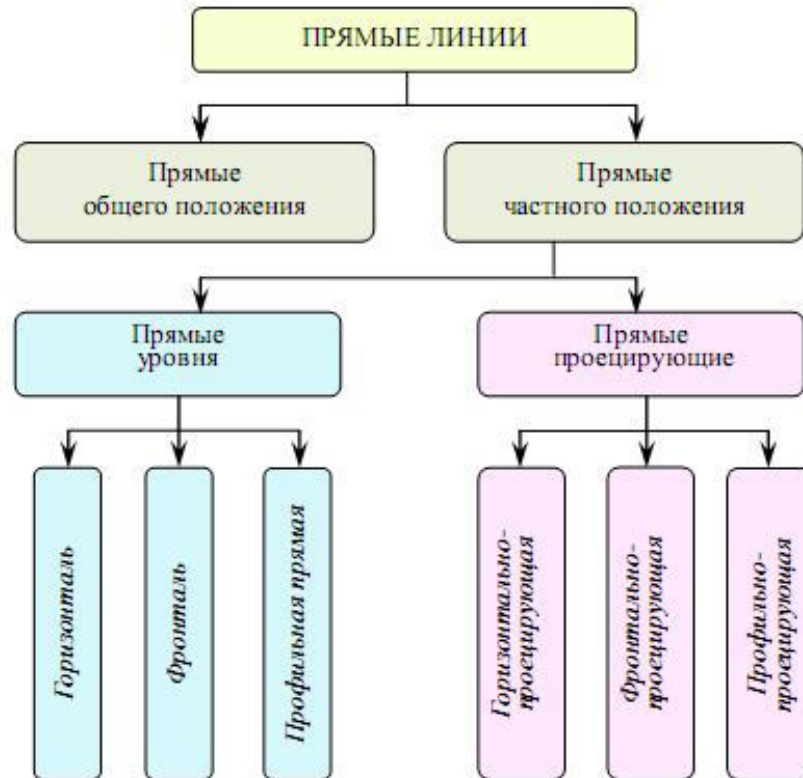 ПРЯМЫЕ ЛИНИИ
Прямые
общего положения
Прямые
частного положения
Прямые
уровня
Прямые
проецирующие
Горизонталь
Фронталь
Профильная прямая
Горизонтально-
проецирующая
Фронтально-
проецирующая
Профильно-
проецирующая